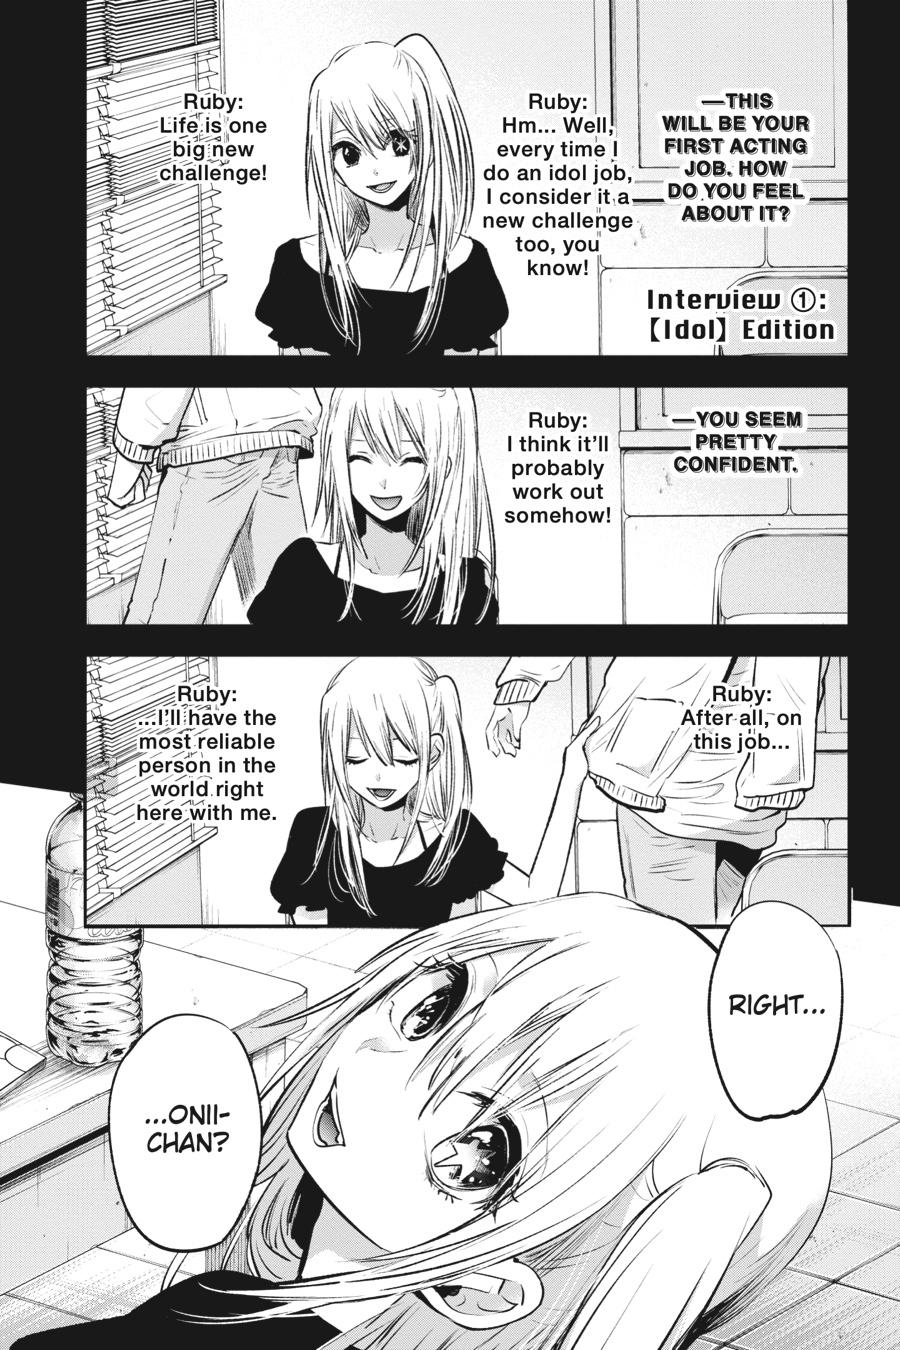 —THIS
WILL BE YOUR
FIRST ACTING
JOB. HOW
DO YOU FEEL
ABOUT IT?
Interview ①:
【Idol】Edition
Ruby:
Hm... Well,
every time I
do an idol job,
I consider it a
new challenge
too, you
know!
Ruby:
Life is one
big new
challenge!
—YOU SEEM
PRETTY
CONFIDENT.
Ruby:
I think it'll
probably
work out
somehow!
Ruby:
After all, on
this job...
Ruby:
...I'll have the
most reliable
person in the
world right
here with me.
RIGHT...
...ONII-
CHAN?